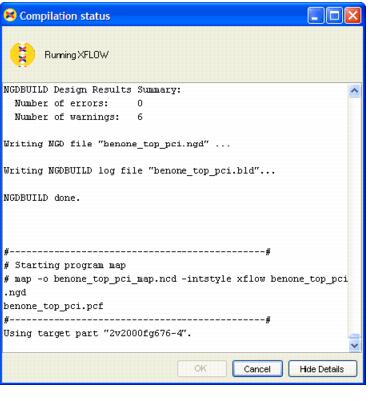 Compilation status
Running XFLOW
NGDBUILD Design Results Summary:
Number of errors: 0
Number of warnings: 6
Writing NGD file "benone_top_pci.ngd" ...
Writing NGDBUILD log file "benone_top_pci.bld"...
NGDBUILD done.
#----------------------------------------------#
# Starting program map
# map -o benone_top_pci_map.ncd -intstyle xflow benone_top_pci
.ngd
benone_top_pci.pcf
#----------------------------------------------#
Using target part "2v2000fg676-4".
OK Cancel Hide Details